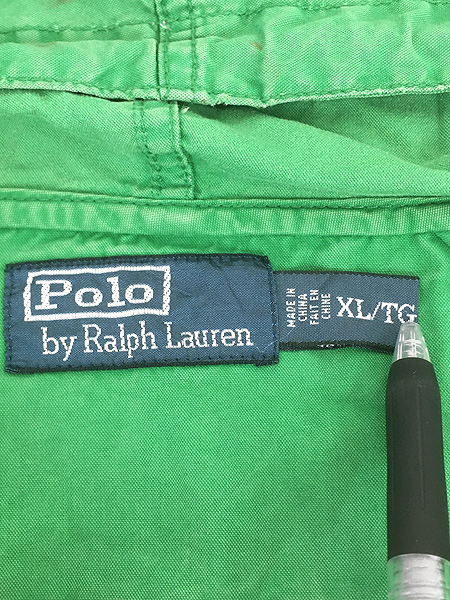 Polo
by Ralph Lauren
MADE IN
CHINA
FAIT EN
CHINE
XL/TG